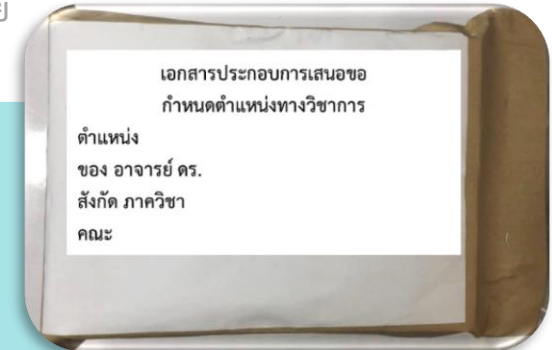 เอกสารประกอบการเสนอขอ
กำหนดตำแหน่งทางวิชาการ
ตำแหน่ง
ของ อาจารย์ ดร.
สังกัด ภาควิชา
คณะ